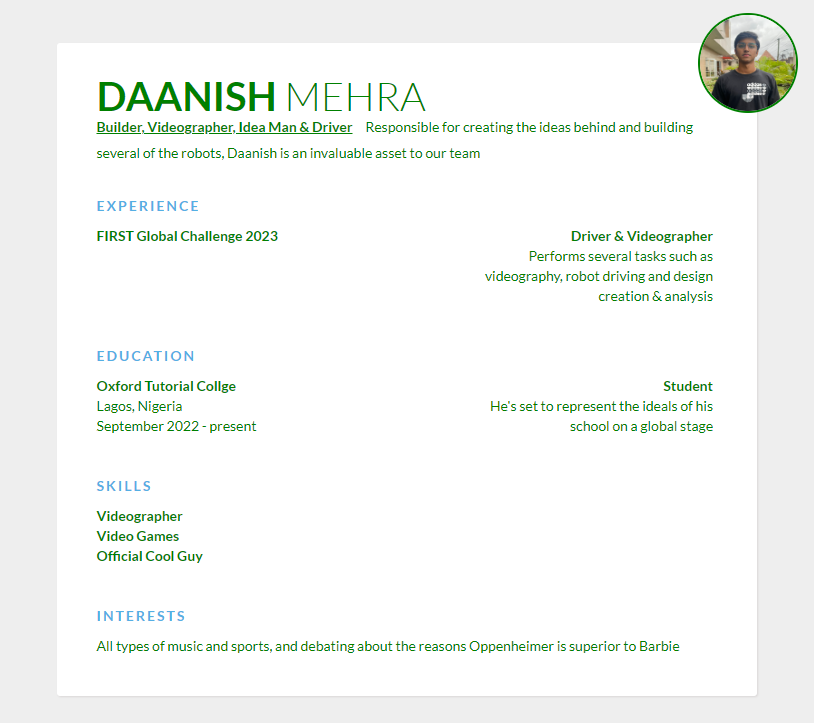 DAANISH MEHRA
Builder, Videographer, Idea Man & Driver Responsible for creating the ideas behind and building
several of the robots, Daanish is an invaluable asset to our team
EXPERIENCE
FIRST Global Challenge 2023
Driver & Videographer
Performs several tasks such as
videography, robot driving and design
creation & analysis
EDUCATION
Oxford Tutorial Collge
Lagos, Nigeria
September 2022 - present
Student
He's set to represent the ideals of his
school on a global stage
SKILLS
Videographer
Video Games
Official Cool Guy
INTERESTS
All types of music and sports, and debating about the reasons Oppenheimer is superior to Barbie